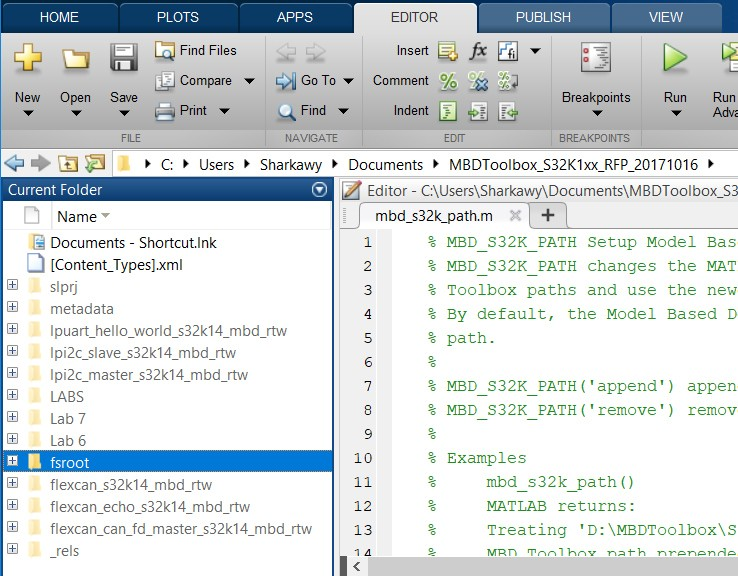 HOME PLOTS APPS EDITOR PUBLISH VIEW
New Open Save
Find Files
Compare
Print
FILE
Go To
Find
NAVIGATE
Insert fx
Comment
Indent
EDIT
Breakpoints
BREAKPOINTS
Run
Run
Adva
C: Users Sharkawy Documents MBDToolbox_S32K1xx_RFP_20171016
Current Folder
Name
Documents - Shortcut.lnk
[Content_Types].xml
slprj
metadata
lpuart_hello_world_s32k14_mbd_rtw
lpi2c_slave_s32k14_mbd_rtw
lpi2c_master_s32k14_mbd_rtw
LABS
Lab 7
Lab 6
fsroot
flexcan_s32k14_mbd_rtw
flexcan_echo_s32k14_mbd_rtw
flexcan_can_fd_master_s32k14_mbd_rtw
_rels
Editor - C:\Users\Sharkawy\Documents\MBDToolbox_S3
mbd_s32k_path.m
1 % MBD_S32K_PATH Setup Model Bas
2 % MBD_S32K_PATH changes the MAT
3 % Toolbox paths and use the new
4 % By default, the Model Based D
5 % path.
6 %
7 % MBD_S32K_PATH('append') appen
8 % MBD_S32K_PATH('remove') remov
9 %
10 % Examples
11 % mbd_s32k_path()
12 % MATLAB returns:
13 % Treating 'D:\MBDToolbox\S
14 % MBD Toolbox path prepende